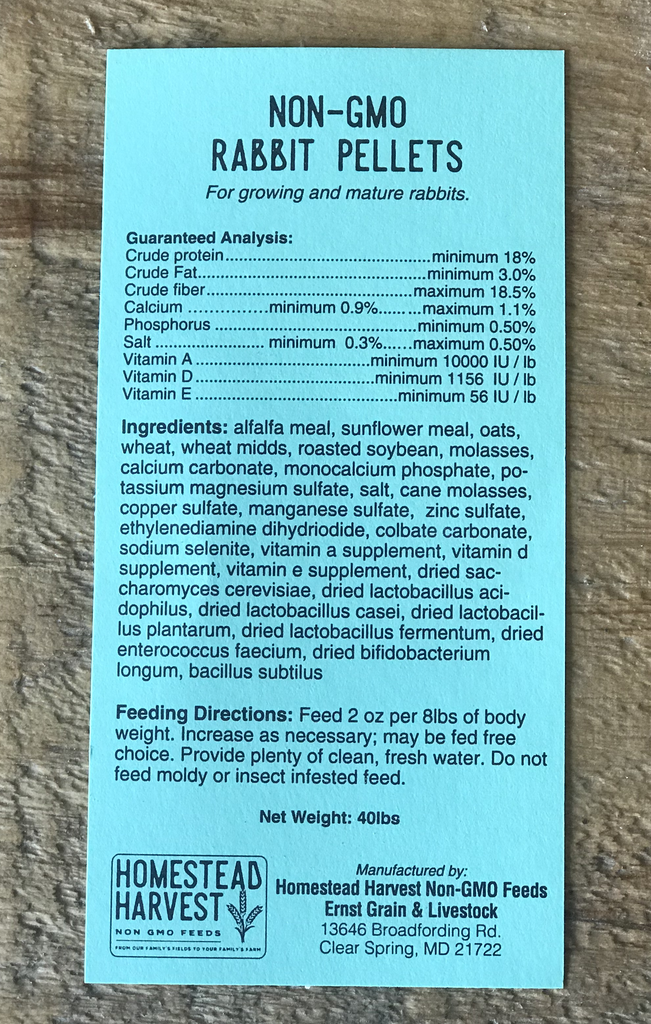 NON-GMO
RABBIT PELLETS
For growing and mature rabbits.
Guaranteed Analysis:
Crude protein..............................................minimum 18%
Crude Fat....................................................minimum 3.0%
Crude fiber...............................................maximum 18.5%
Calcium ...............minimum 0.9%........maximum 1.1%
Phosphorus ..............................................minimum 0.50%
Salt ........................ minimum 0.3%......maximum 0.50%
Vitamin A ........................................minimum 10000 IU / lb
Vitamin D ........................................minimum 1156 IU / lb
Vitamin E .............................................minimum 56 IU / lb
Ingredients: alfalfa meal, sunflower meal, oats,
wheat, wheat midds, roasted soybean, molasses,
calcium carbonate, monocalcium phosphate, po-
tassium magnesium sulfate, salt, cane molasses,
copper sulfate, manganese sulfate, zinc sulfate,
ethylenediamine dihydriodide, colbate carbonate,
sodium selenite, vitamin a supplement, vitamin d
supplement, vitamin e supplement, dried sac-
charomyces cerevisiae, dried lactobacillus aci-
dophilus, dried lactobacillus casei, dried lactobacil-
lus plantarum, dried lactobacillus fermentum, dried
enterococcus faecium, dried bifidobacterium
longum, bacillus subtilus
Feeding Directions: Feed 2 oz per 8lbs of body
weight. Increase as necessary; may be fed free
choice. Provide plenty of clean, fresh water. Do not
feed moldy or insect infested feed.
Net Weight: 40lbs
HOMESTEAD
HARVEST
NON GMO FEEDS
FROM OUR FAMILY'S FIELDS TO YOUR FAMILY'S FARM
Manufactured by:
Homestead Harvest Non-GMO Feeds
Ernst Grain & Livestock
13646 Broadfording Rd.
Clear Spring, MD 21722